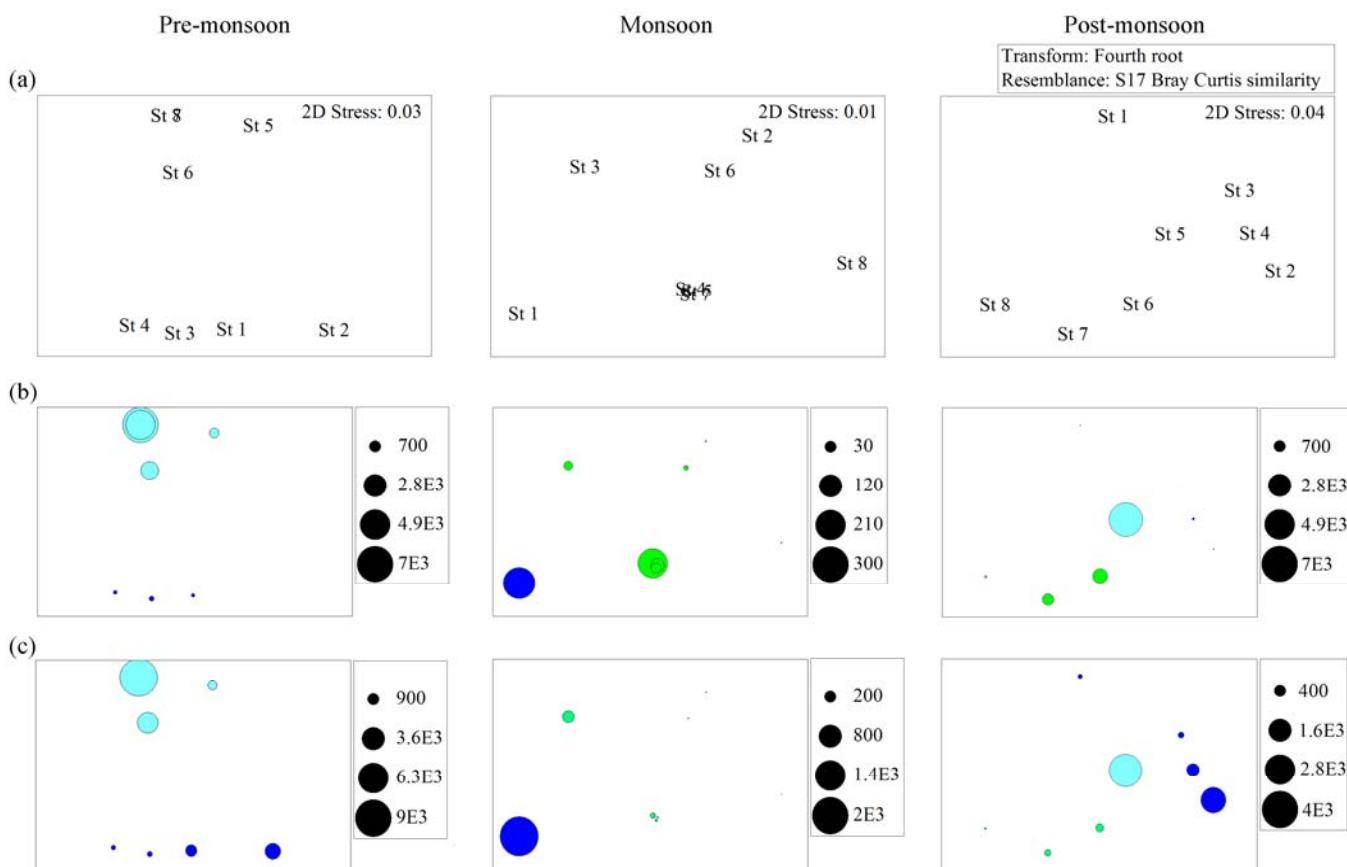 Pre-monsoon
Monsoon
Post-monsoon
Transform: Fourth root
Resemblance: S17 Bray Curtis similarity
(a)
2D Stress: 0.03
St 5
St 6
St 4
St 3
St 1
St 2
2D Stress: 0.01
St 2
St 3
St 6
St 8
St 1
2D Stress: 0.04
St 1
St 3
St 5
St 4
St 2
St 8
St 6
St 7
(b)
700
2.8E3
4.9E3
7E3
30
120
210
300
700
2.8E3
4.9E3
7E3
(c)
900
3.6E3
6.3E3
9E3
200
800
1.4E3
2E3
400
1.6E3
2.8E3
4E3